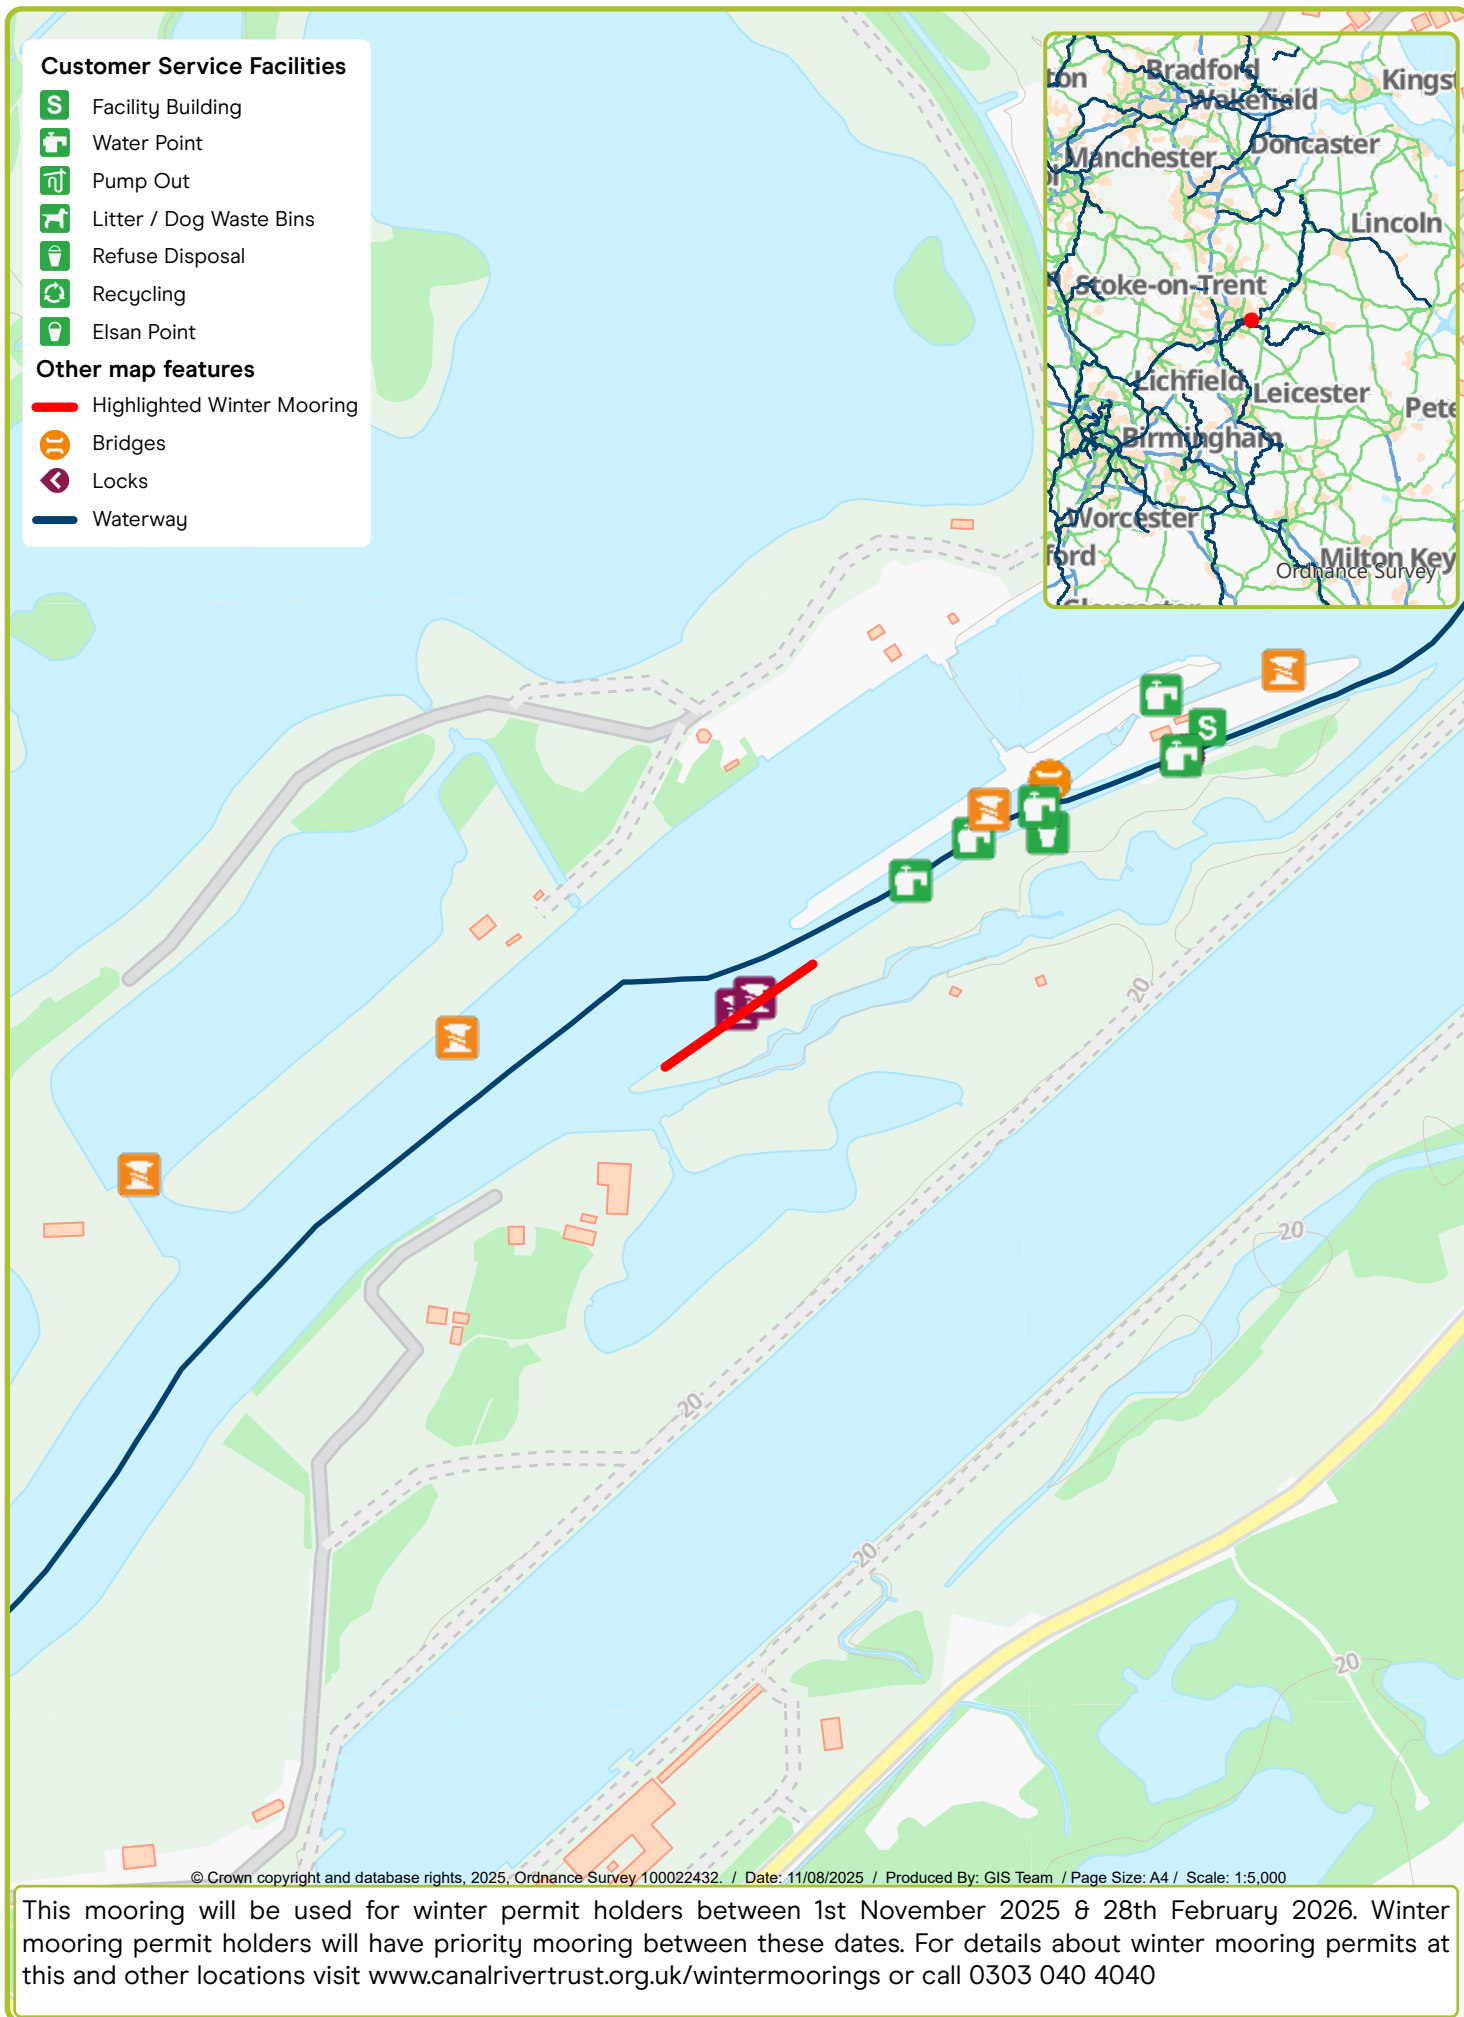 Customer Service Facilities
S Facility Building
Water Point
Pump Out
Litter / Dog Waste Bins
Refuse Disposal
Recycling
Elsan Point
Other map features
Highlighted Winter Mooring
Bridges
Locks
Waterway
ton
Bradford
Kingst
Wakefield
Doncaster
Manchester
ol
Lincoln
Stoke-on-Trent
Lichfield
Leicester
Pete
Birmingham
Worcester
ford
Milton Key
Ordnance Survey
Gloucester
S
20
20
20
20
20
© Crown copyright and database rights, 2025, Ordnance Survey 100022432. / Date: 11/08/2025 / Produced By: GIS Team / Page Size: A4 / Scale: 1:5,000
This mooring will be used for winter permit holders between 1st November 2025 & 28th February 2026. Winter
mooring permit holders will have priority mooring between these dates. For details about winter mooring permits at
this and other locations visit www.canalrivertrust.org.uk/wintermoorings or call 0303 040 4040